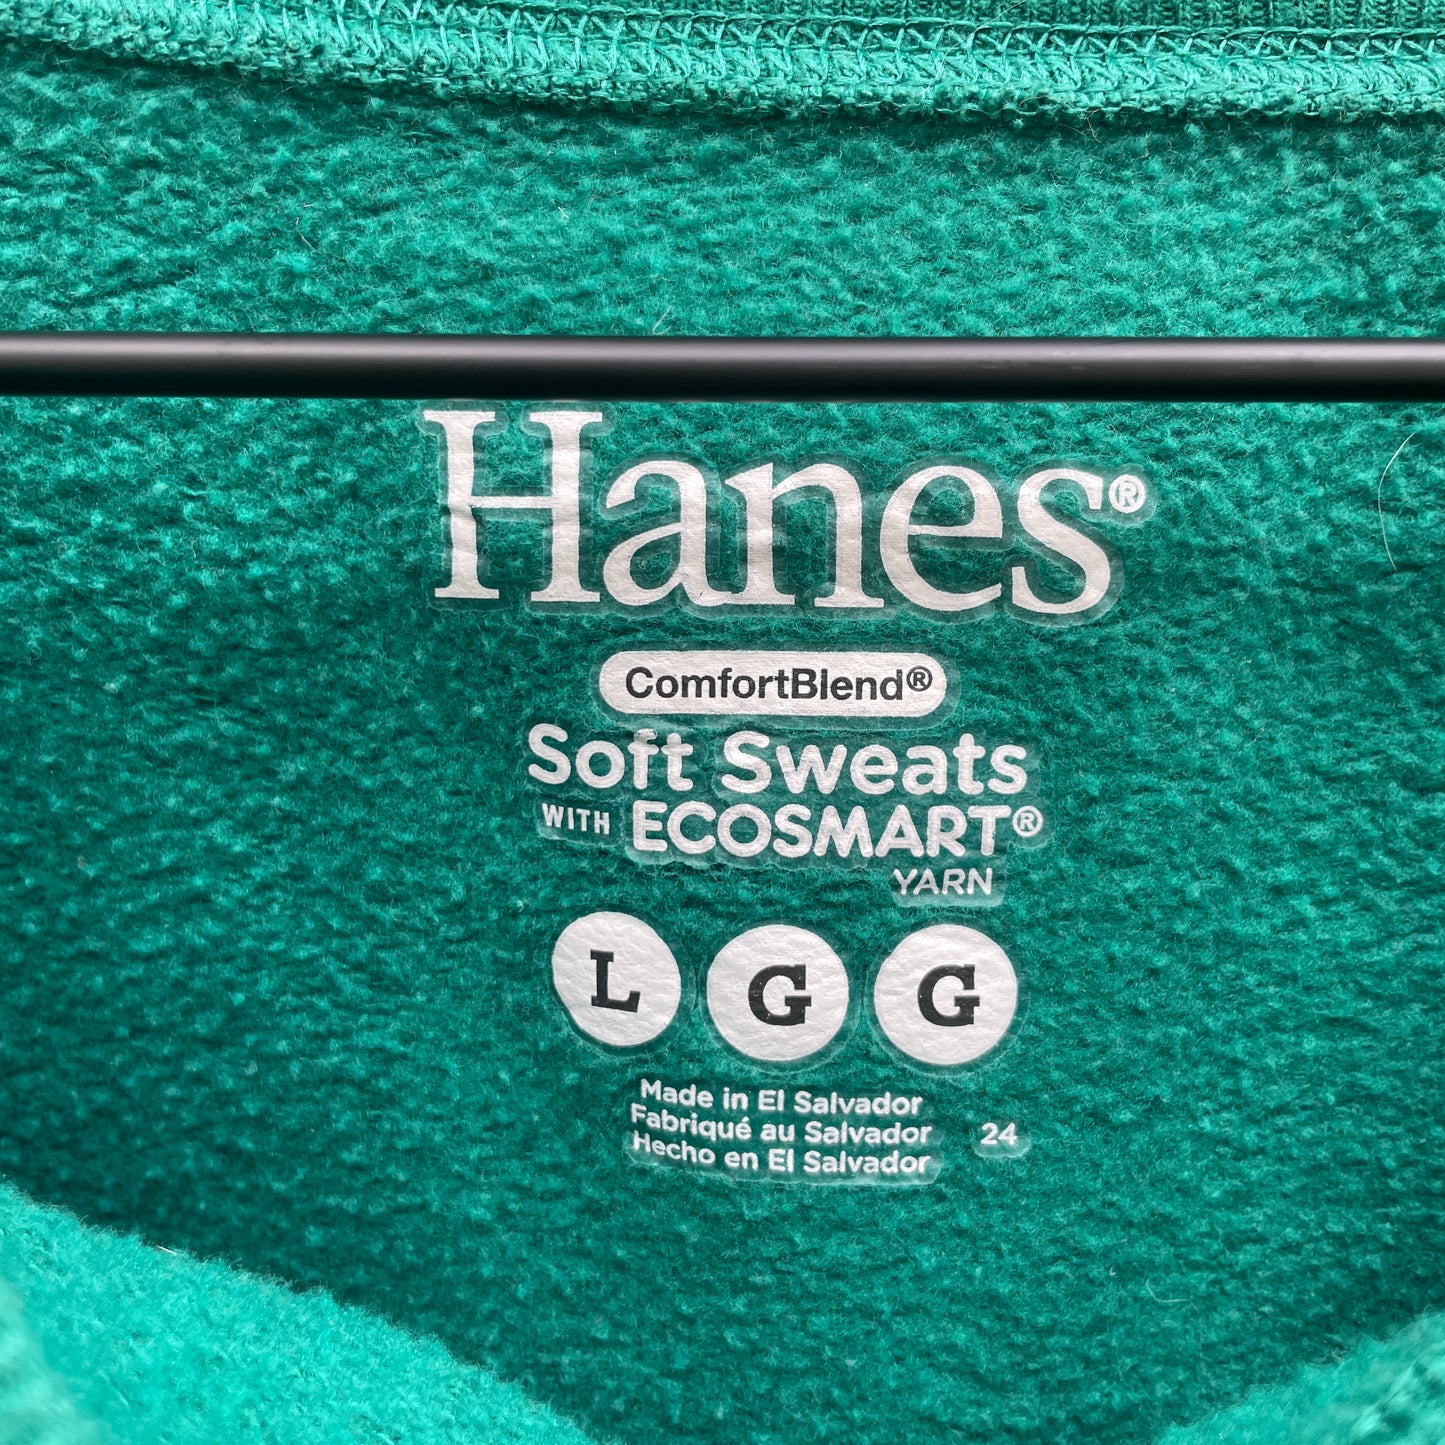 Hanes®
ComfortBlend®
Soft Sweats
WITH ECOSMART®
YARN
L G G
Made in El Salvador
Fabriqué au Salvador 24
Hecho en El Salvador